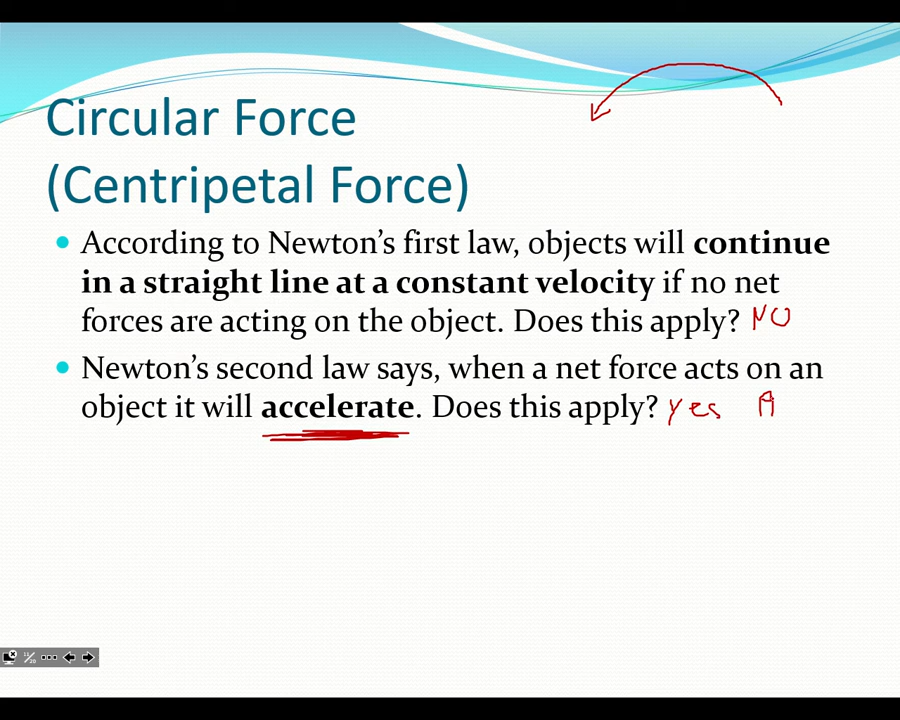 Circular Force
(Centripetal Force)
• According to Newton's first law, objects will continue
in a straight line at a constant velocity if no net
forces are acting on the object. Does this apply? NO
• Newton's second law says, when a net force acts on an
object it will accelerate. Does this apply? yes A